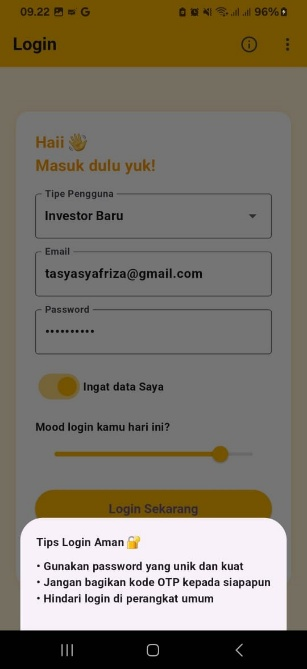 09.22
G
96%
Login
Haii 👋
Masuk dulu yuk!
Tipe Pengguna
Investor Baru
Email
tasyasyafriza@gmail.com
Password
••••••••••
Ingat data Saya
Mood login kamu hari ini?
Login Sekarang
Tips Login Aman 🔐
• Gunakan password yang unik dan kuat
• Jangan bagikan kode OTP kepada siapapun
• Hindari login di perangkat umum